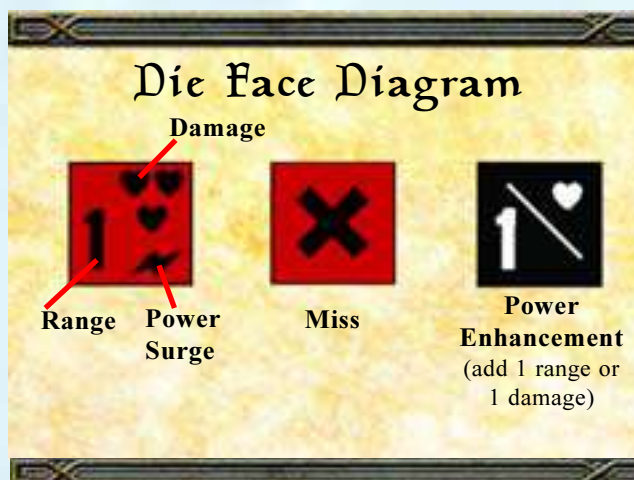 Die Face Diagram
Damage
1
1
Range
Power
Surge
Miss
Power
Enhancement
(add 1 range or
1 damage)